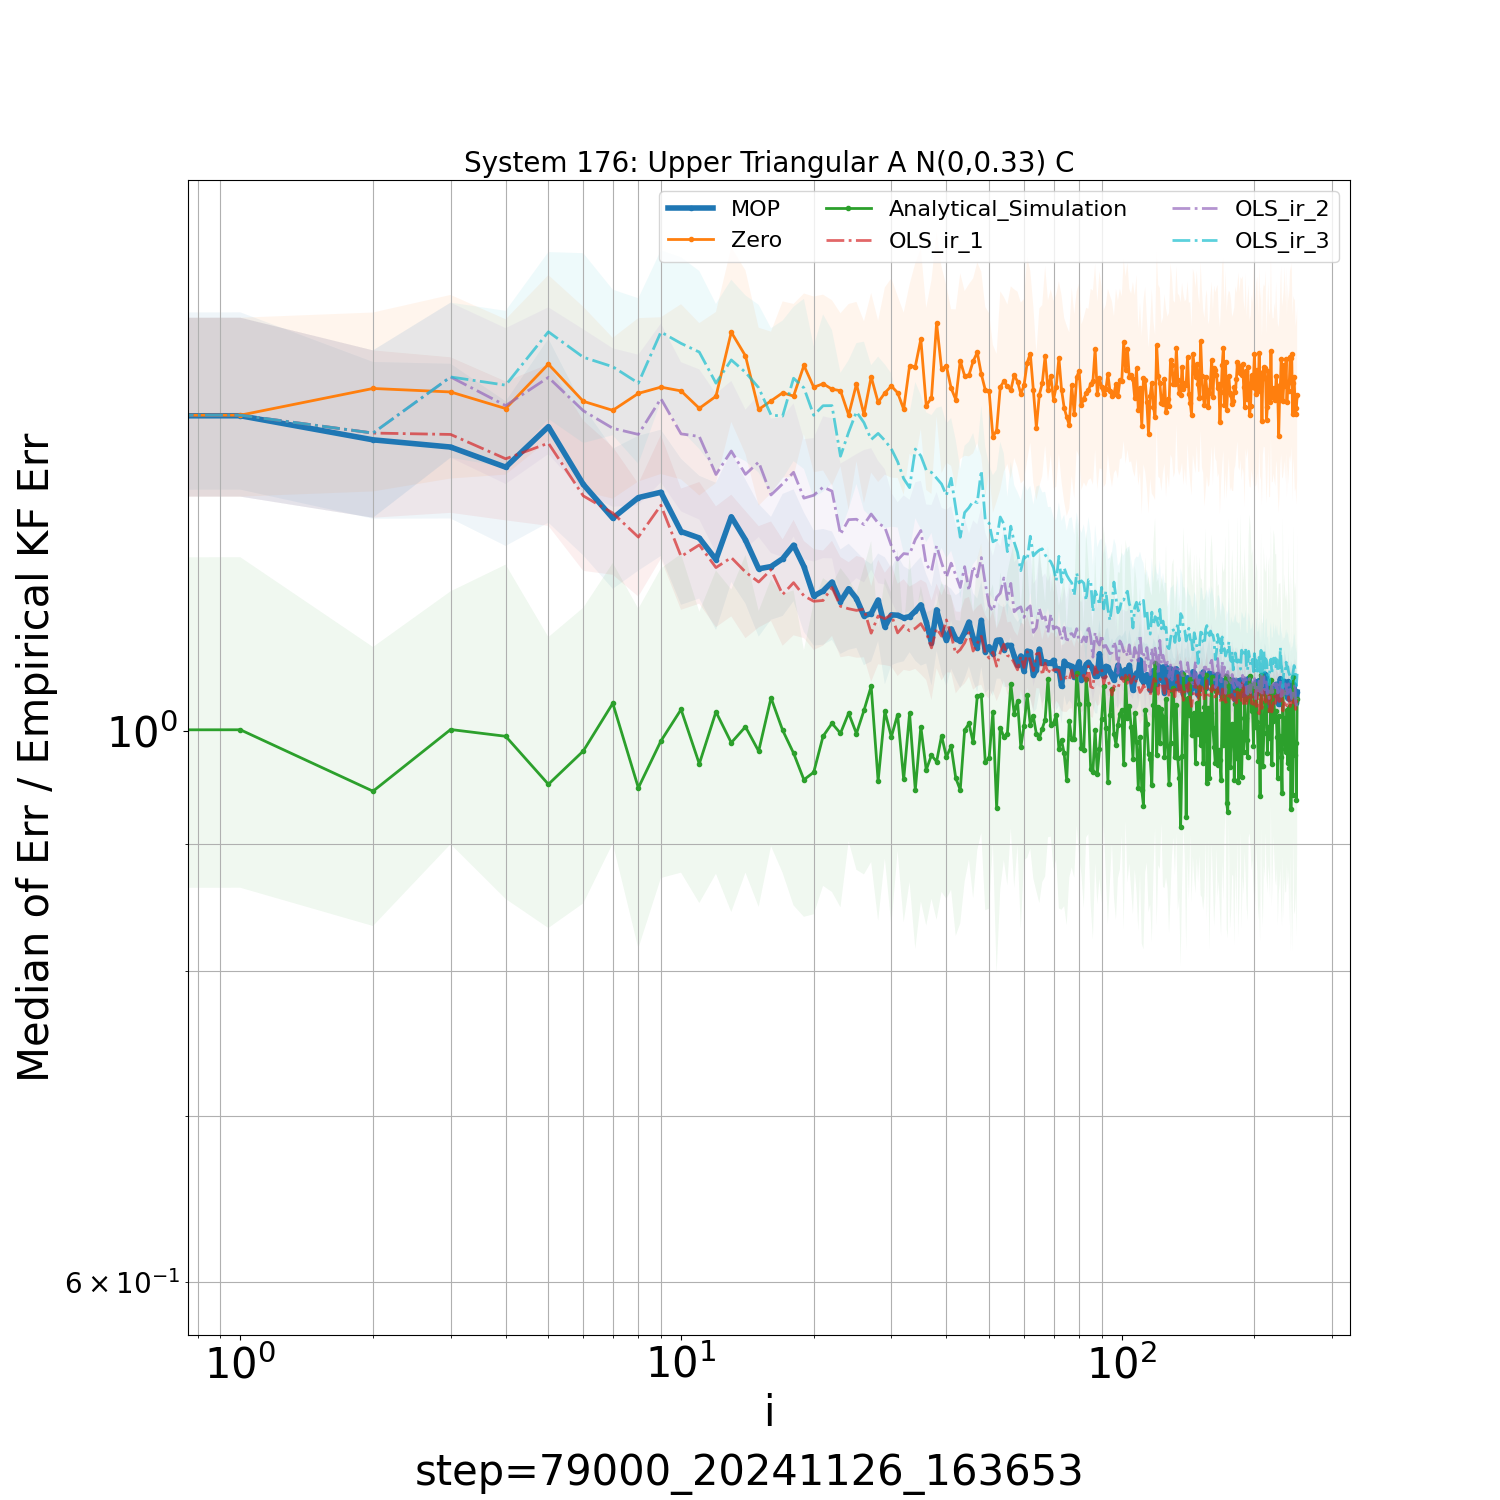 System 176: Upper Triangular A N(0,0.33) C
MOP
Zero
Analytical_Simulation
OLS_ir_1
OLS_ir_2
OLS_ir_3
Median of Err / Empirical KF Err
10⁰
6 × 10⁻¹
10⁰
10¹
10²
i
step=79000_20241126_163653